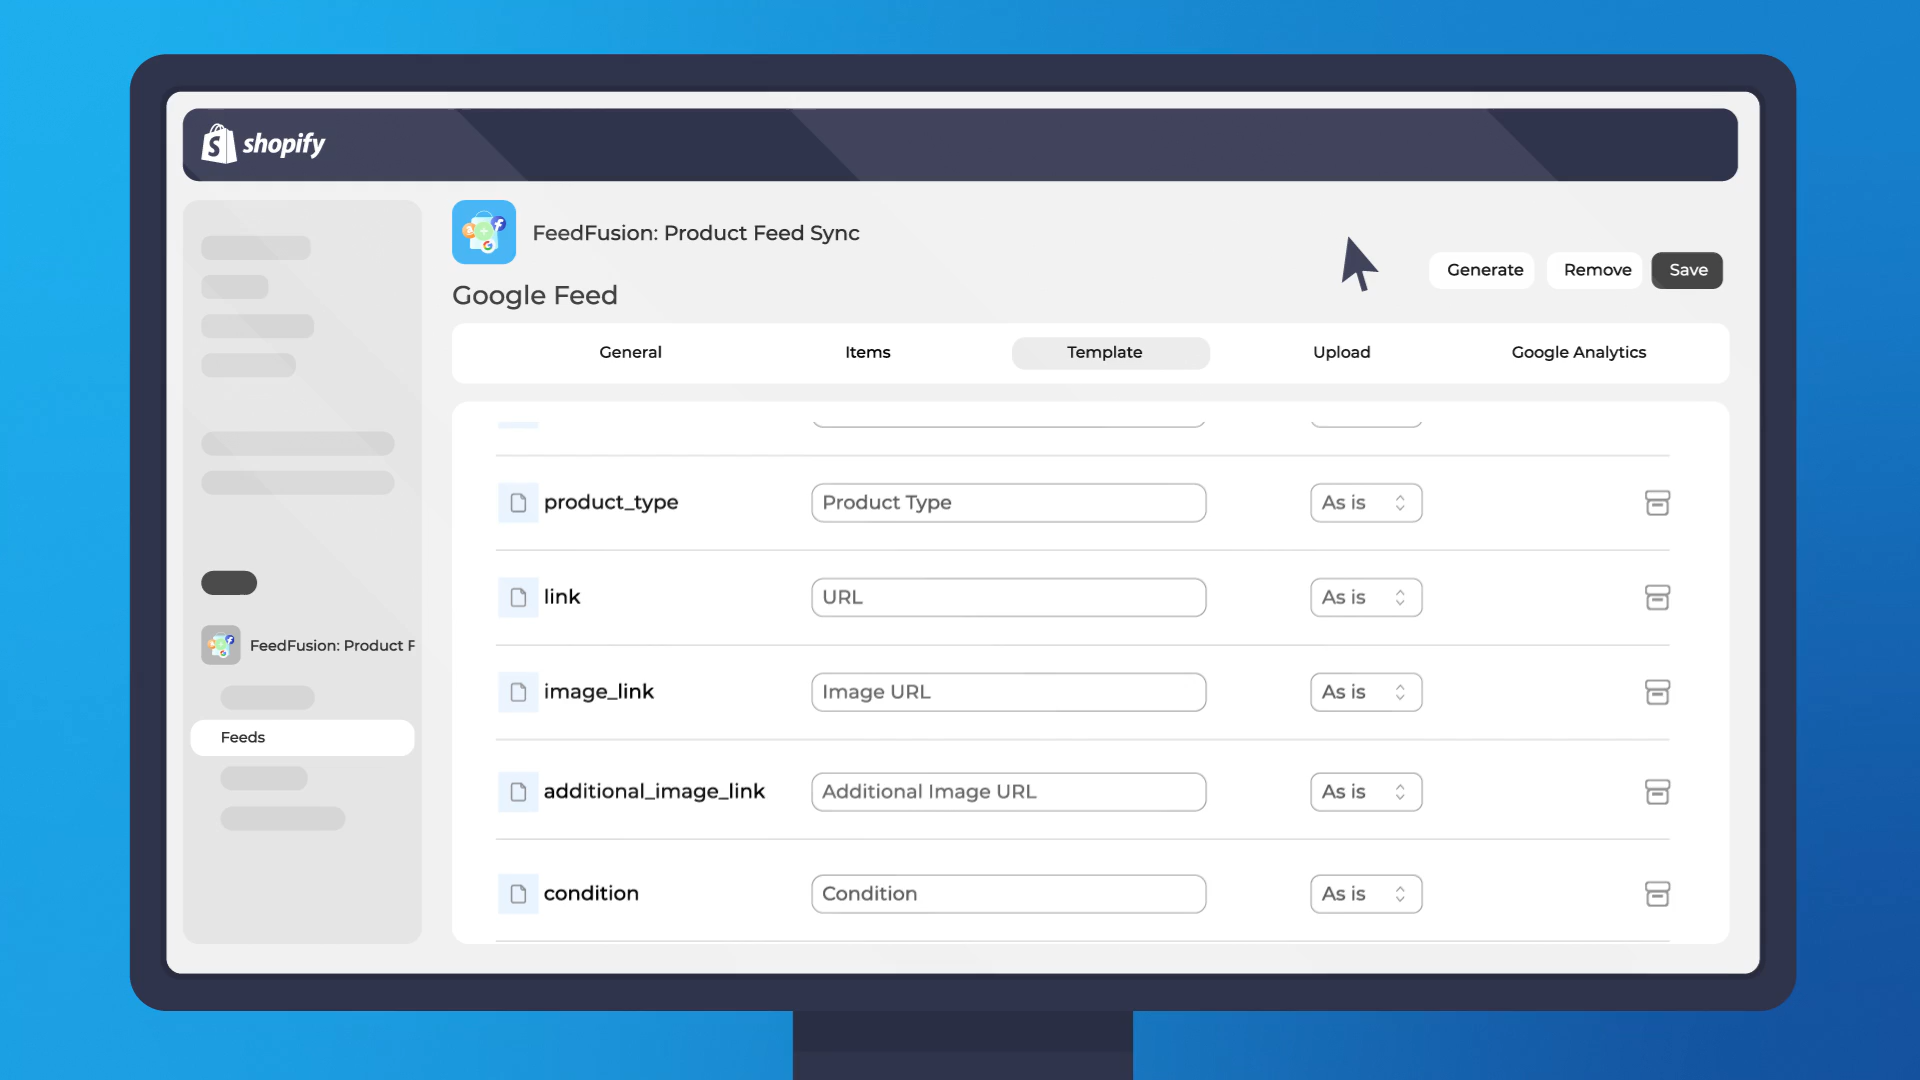 shopify
FeedFusion: Product Feed Sync
Generate
Remove
Save
Google Feed
General
Items
Template
Upload
Google Analytics
product_type
Product Type
As is
link
URL
As is
image_link
Image URL
As is
additional_image_link
Additional Image URL
As is
condition
Condition
As is
FeedFusion: Product F
Feeds